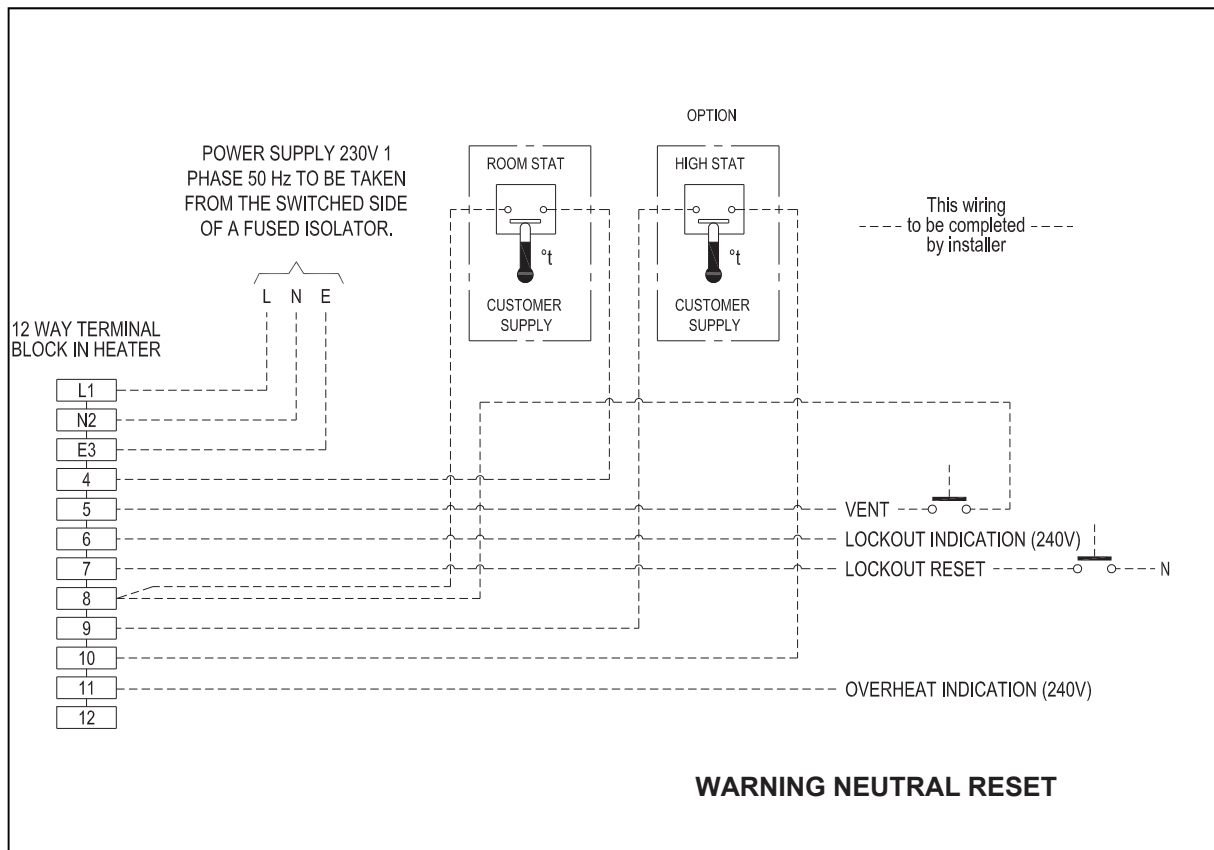 OPTION
POWER SUPPLY 230V 1
PHASE 50 Hz TO BE TAKEN
FROM THE SWITCHED SIDE
OF A FUSED ISOLATOR.
ROOM STAT
°t
CUSTOMER
SUPPLY
HIGH STAT
°t
CUSTOMER
SUPPLY
This wiring
to be completed
by installer
L N E
12 WAY TERMINAL
BLOCK IN HEATER
L1
N2
E3
4
5
VENT
6
LOCKOUT INDICATION (240V)
7
LOCKOUT RESET
N
8
9
10
11
OVERHEAT INDICATION (240V)
12
WARNING NEUTRAL RESET